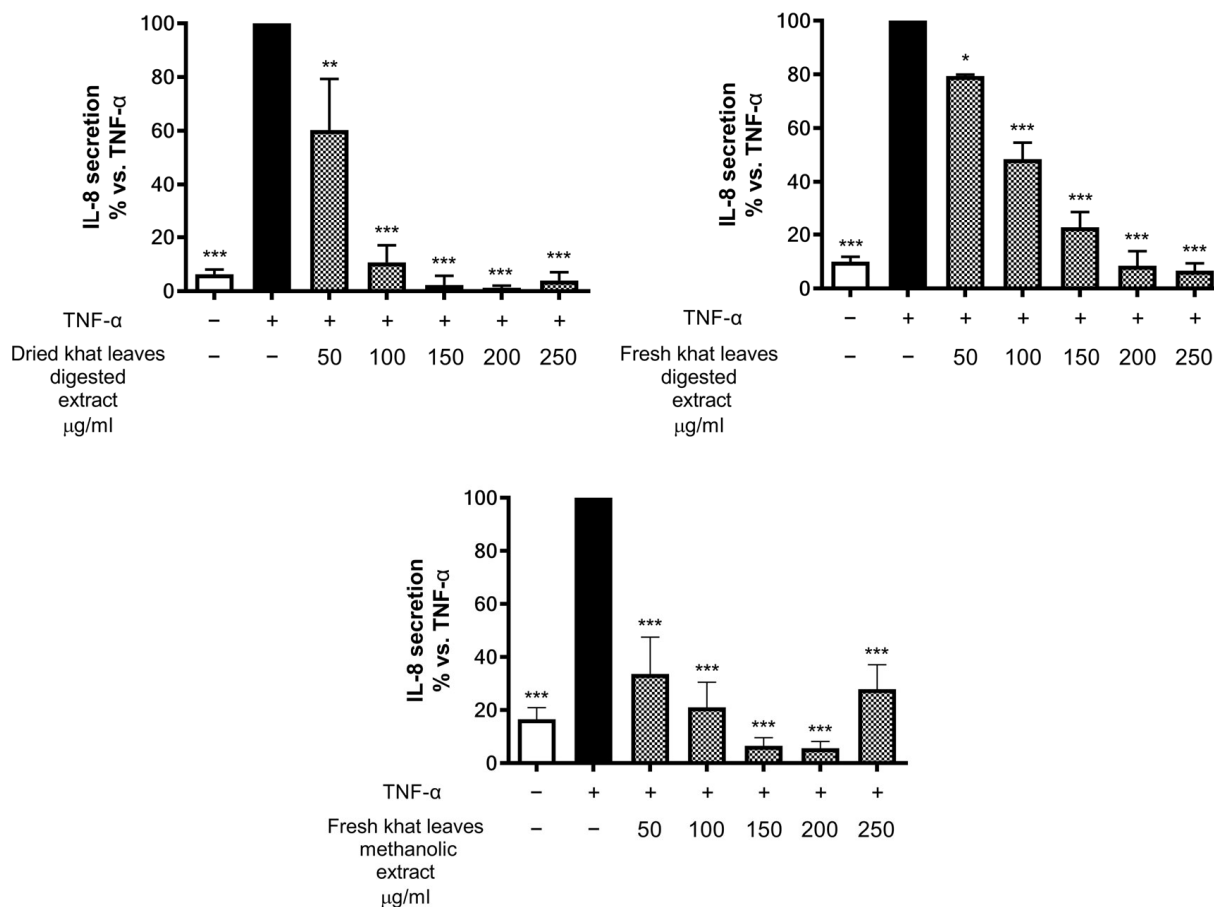 IL-8 secretion
% vs. TNF-α
100
80
60
40
20
0
***
**
***
***
***
***
TNF-α
– + + + + + +
Dried khat leaves
digested
extract
μg/ml
– – 50 100 150 200 250
IL-8 secretion
% vs. TNF-α
100
80
60
40
20
0
***
*
***
***
***
***
TNF-α
– + + + + + +
Fresh khat leaves
digested
extract
μg/ml
– – 50 100 150 200 250
IL-8 secretion
% vs. TNF-α
100
80
60
40
20
0
***
***
***
***
***
***
TNF-α
– + + + + + +
Fresh khat leaves
methanolic
extract
μg/ml
– – 50 100 150 200 250